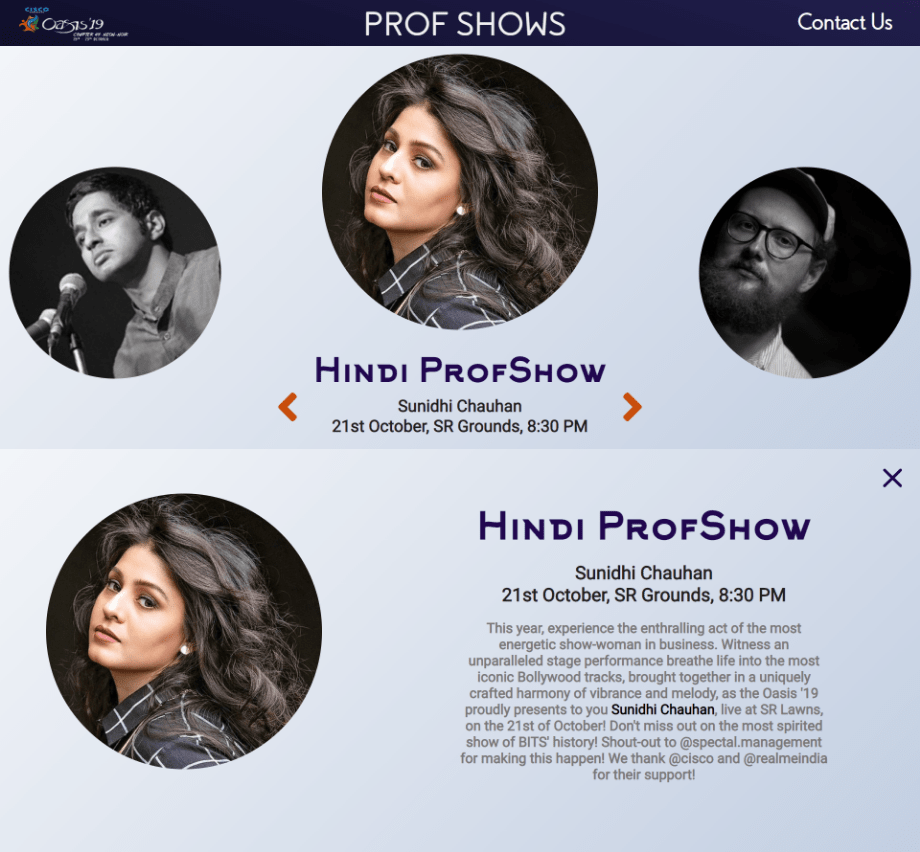 CISCO
Oasis'19
PROF SHOWS
Contact Us
Hindi ProfShow
Sunidhi Chauhan
21st October, SR Grounds, 8:30 PM
Hindi ProfShow
Sunidhi Chauhan
21st October, SR Grounds, 8:30 PM
This year, experience the enthralling act of the most
energetic show-woman in business. Witness an
unparalleled stage performance breathe life into the most
iconic Bollywood tracks, brought together in a uniquely
crafted harmony of vibrance and melody, as the Oasis '19
proudly presents to you Sunidhi Chauhan, live at SR Lawns,
on the 21st of October! Don't miss out on the most spirited
show of BITS' history! Shout-out to @spectal.management
for making this happen! We thank @cisco and @realmeindia
for their support!